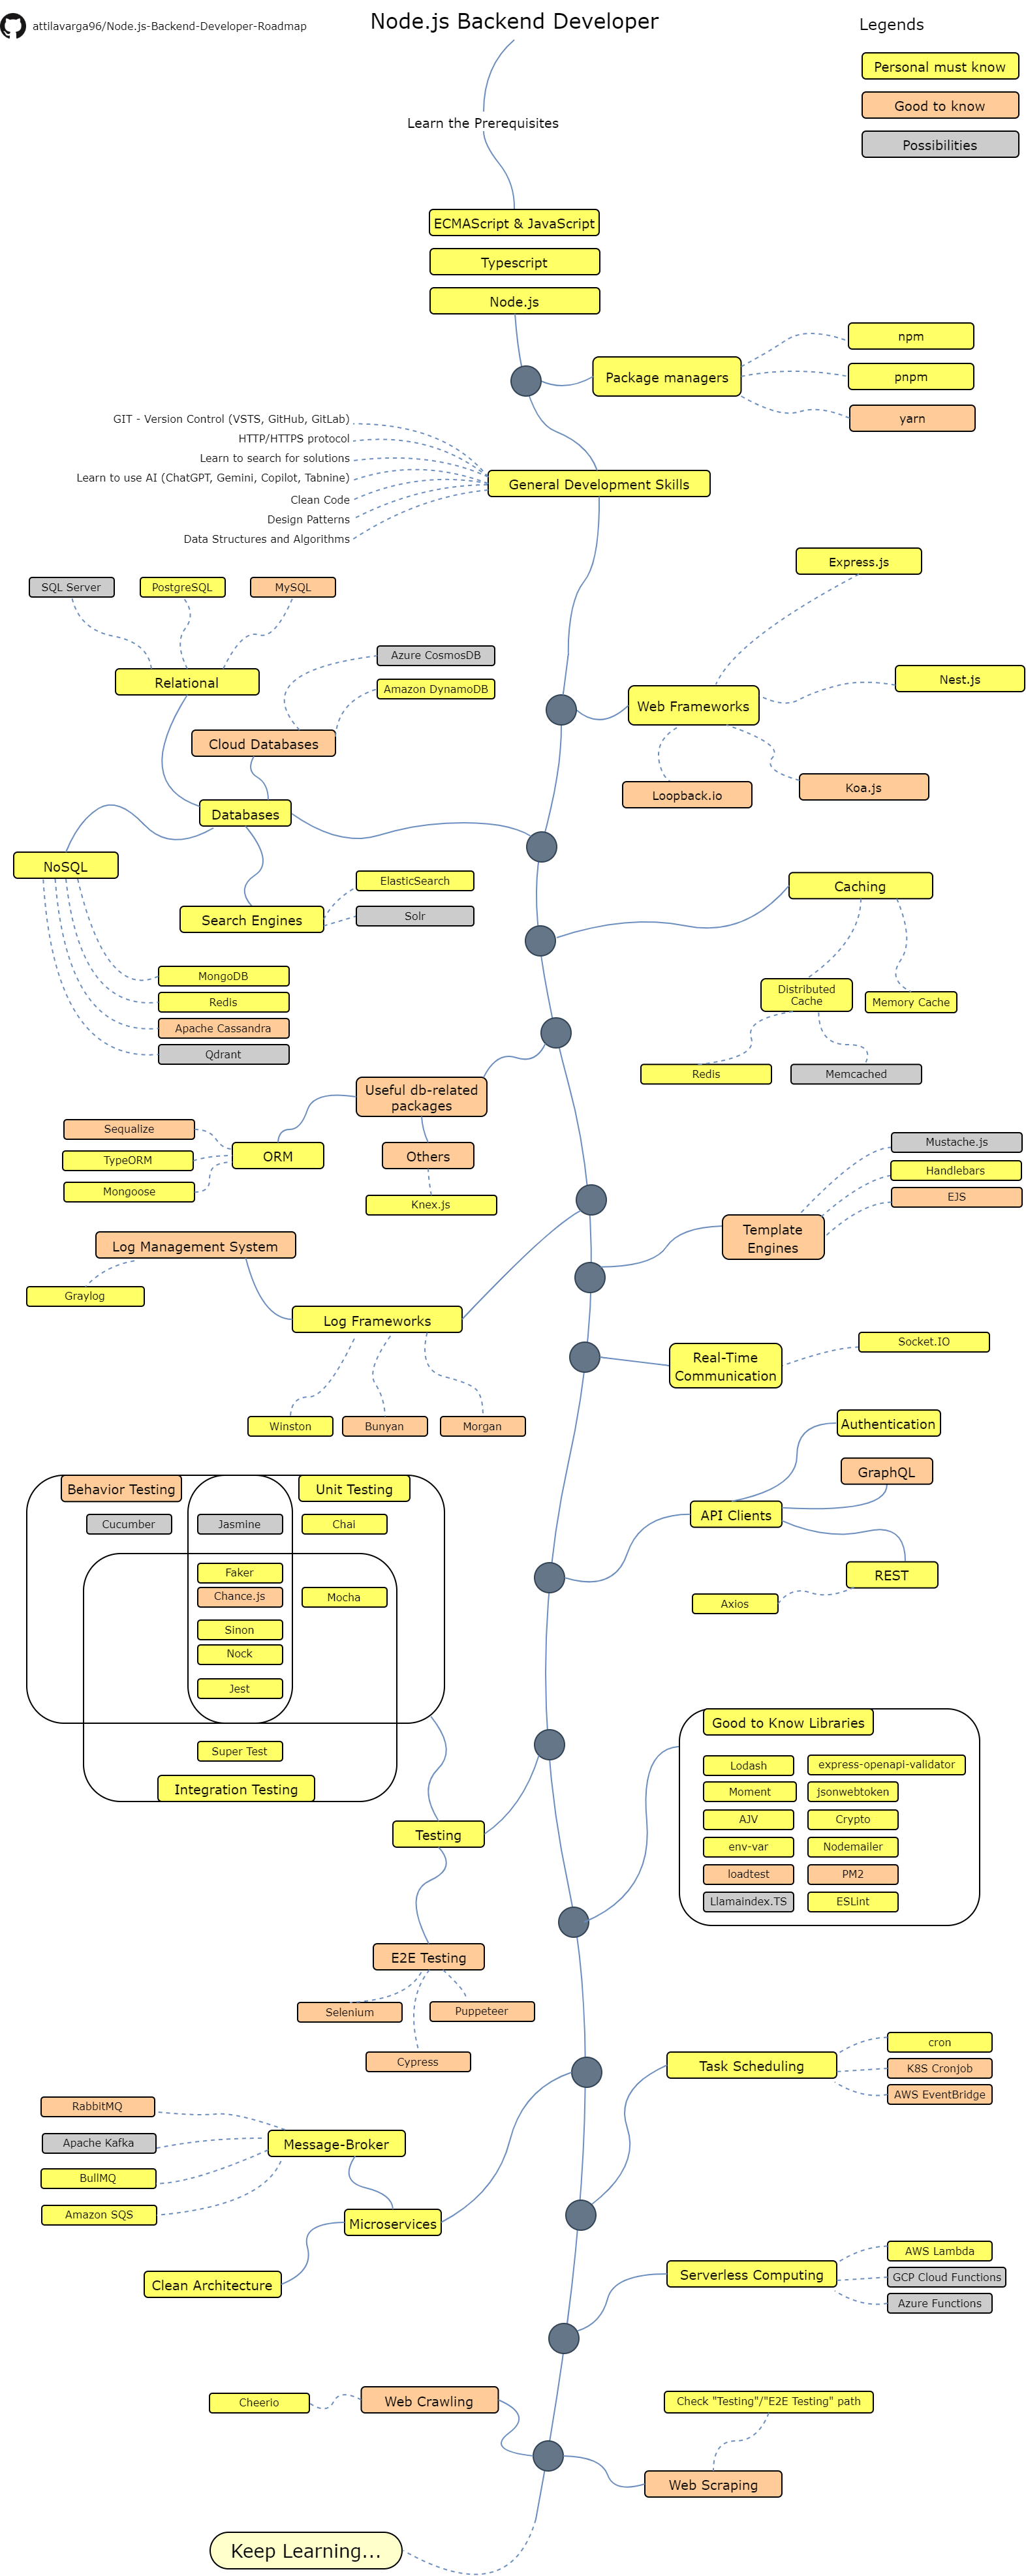 attilavarga96/Node.js-Backend-Developer-Roadmap
Node.js Backend Developer
Legends
Personal must know
Good to know
Possibilities
Learn the Prerequisites
ECMAScript & JavaScript
Typescript
Node.js
Package managers
npm
pnpm
yarn
GIT - Version Control (VSTS, GitHub, GitLab)
HTTP/HTTPS protocol
Learn to search for solutions
Learn to use AI (ChatGPT, Gemini, Copilot, Tabnine)
Clean Code
Design Patterns
Data Structures and Algorithms
General Development Skills
Express.js
Nest.js
Web Frameworks
Loopback.io
Koa.js
SQL Server
PostgreSQL
MySQL
Relational
Azure CosmosDB
Amazon DynamoDB
Cloud Databases
Databases
NoSQL
Search Engines
ElasticSearch
Solr
MongoDB
Redis
Apache Cassandra
Qdrant
Caching
Distributed
Cache
Memory Cache
Redis
Memcached
Useful db-related
packages
ORM
Others
Sequalize
TypeORM
Mongoose
Knex.js
Mustache.js
Handlebars
EJS
Template
Engines
Log Management System
Graylog
Log Frameworks
Winston
Bunyan
Morgan
Real-Time
Communication
Socket.IO
Authentication
GraphQL
API Clients
REST
Axios
Behavior Testing
Unit Testing
Cucumber
Jasmine
Chai
Faker
Chance.js
Mocha
Sinon
Nock
Jest
Super Test
Integration Testing
Testing
Good to Know Libraries
Lodash
express-openapi-validator
Moment
jsonwebtoken
AJV
Crypto
env-var
Nodemailer
loadtest
PM2
Llamaindex.TS
ESLint
E2E Testing
Selenium
Puppeteer
Cypress
Task Scheduling
cron
K8S Cronjob
AWS EventBridge
RabbitMQ
Apache Kafka
BullMQ
Amazon SQS
Message-Broker
Microservices
Clean Architecture
Serverless Computing
AWS Lambda
GCP Cloud Functions
Azure Functions
Cheerio
Web Crawling
Check "Testing"/"E2E Testing" path
Web Scraping
Keep Learning...